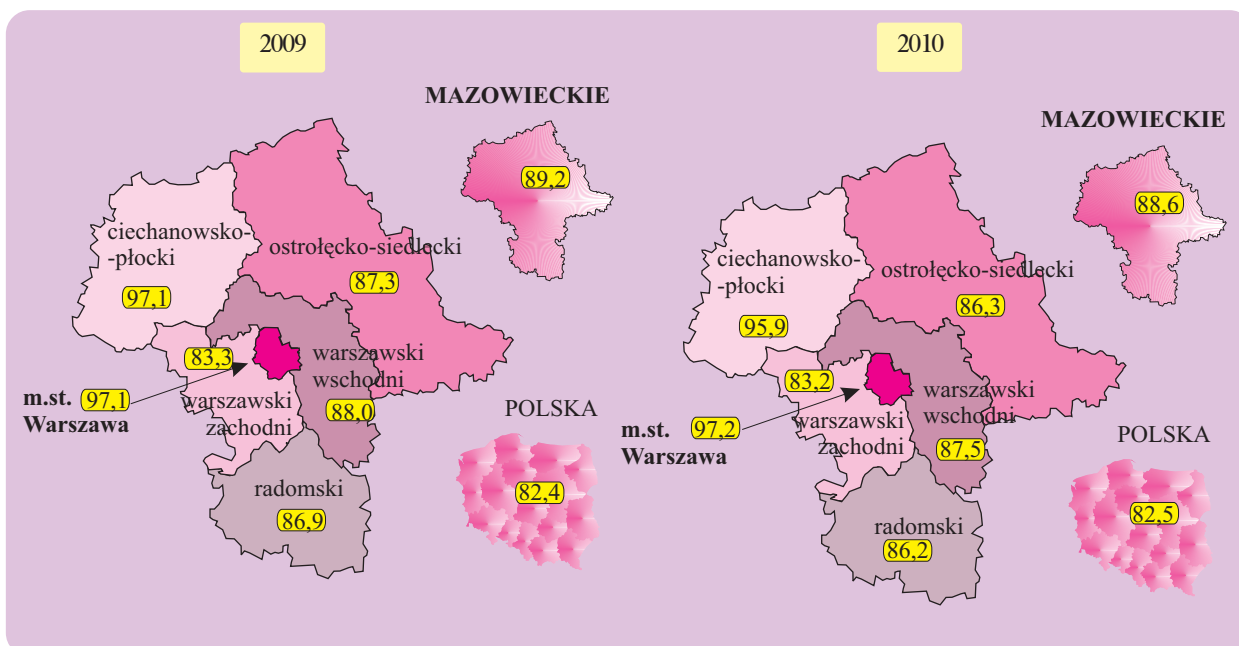 2009
MAZOWIECKIE
89,2
ciechanowsko-
-płocki
97,1
ostrołęcko-siedlecki
87,3
83,3
warszawski
wschodni
88,0
m.st. 97,1
Warszawa
warszawski
zachodni
POLSKA
82,4
radomski
86,9
2010
MAZOWIECKIE
88,6
ciechanowsko-
-płocki
95,9
ostrołęcko-siedlecki
86,3
83,2
warszawski
wschodni
87,5
m.st. 97,2
Warszawa
warszawski
zachodni
POLSKA
82,5
radomski
86,2